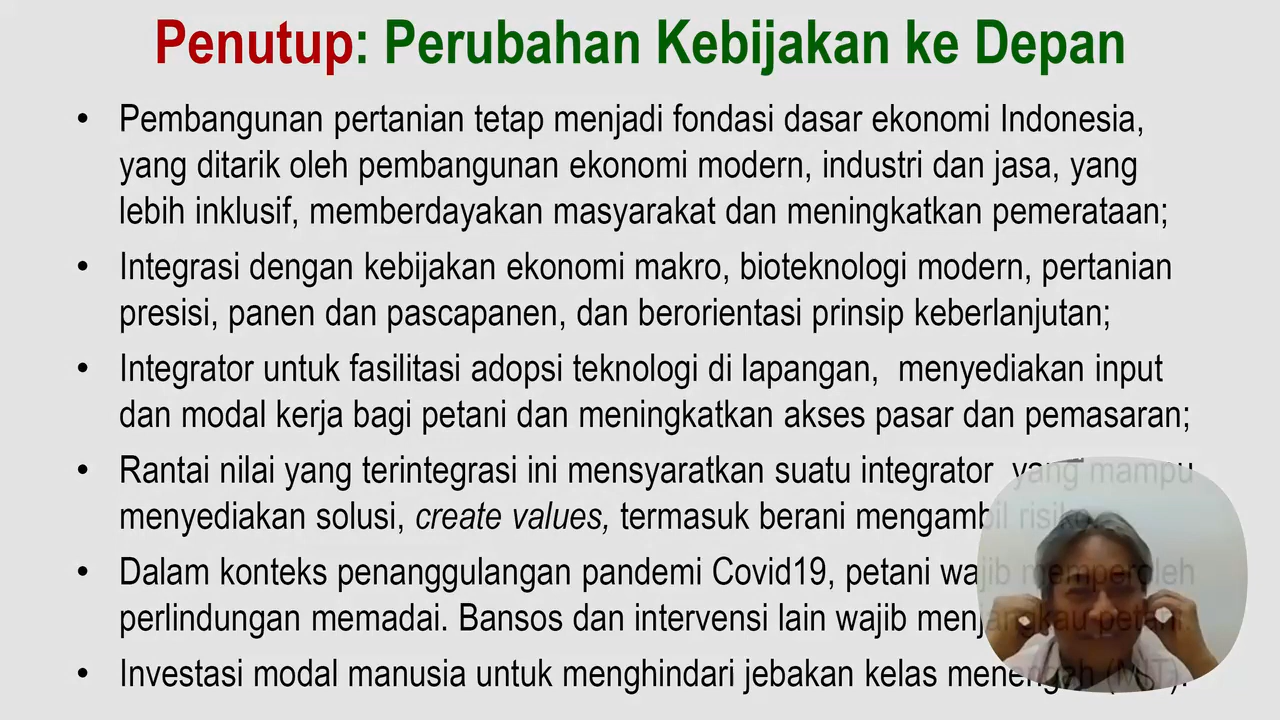 Penutup: Perubahan Kebijakan ke Depan
• Pembangunan pertanian tetap menjadi fondasi dasar ekonomi Indonesia,
yang ditarik oleh pembangunan ekonomi modern, industri dan jasa, yang
lebih inklusif, memberdayakan masyarakat dan meningkatkan pemerataan;
• Integrasi dengan kebijakan ekonomi makro, bioteknologi modern, pertanian
presisi, panen dan pascapanen, dan berorientasi prinsip keberlanjutan;
• Integrator untuk fasilitasi adopsi teknologi di lapangan, menyediakan input
dan modal kerja bagi petani dan meningkatkan akses pasar dan pemasaran;
• Rantai nilai yang terintegrasi ini mensyaratkan suatu integrator yang mampu
menyediakan solusi, create values, termasuk berani mengambil risiko.
• Dalam konteks penanggulangan pandemi Covid19, petani wajib memperoleh
perlindungan memadai. Bansos dan intervensi lain wajib menjangkau petani
• Investasi modal manusia untuk menghindari jebakan kelas menengah (MIT).